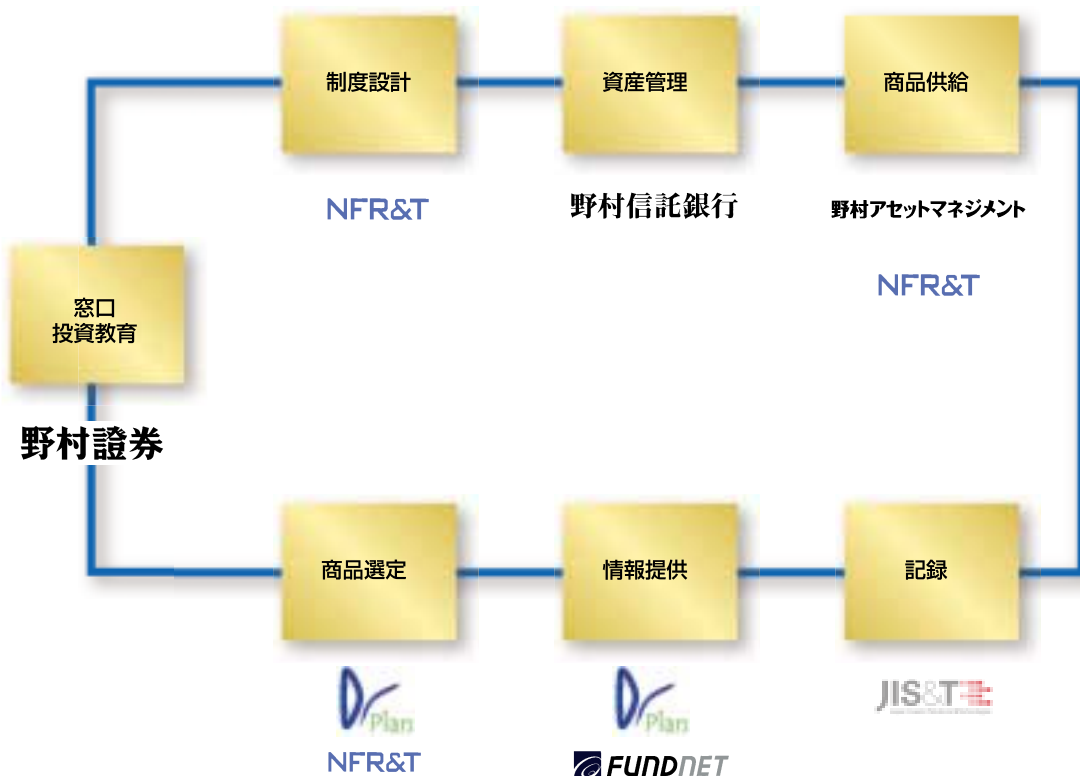 制度設計
資産管理
商品供給
NFR&T
野村信託銀行
野村アセットマネジメント
NFR&T
窓口
投資教育
野村證券
商品選定
情報提供
記録
Dr Plan
NFR&T
Dr Plan
FUNDNET
JIS&T